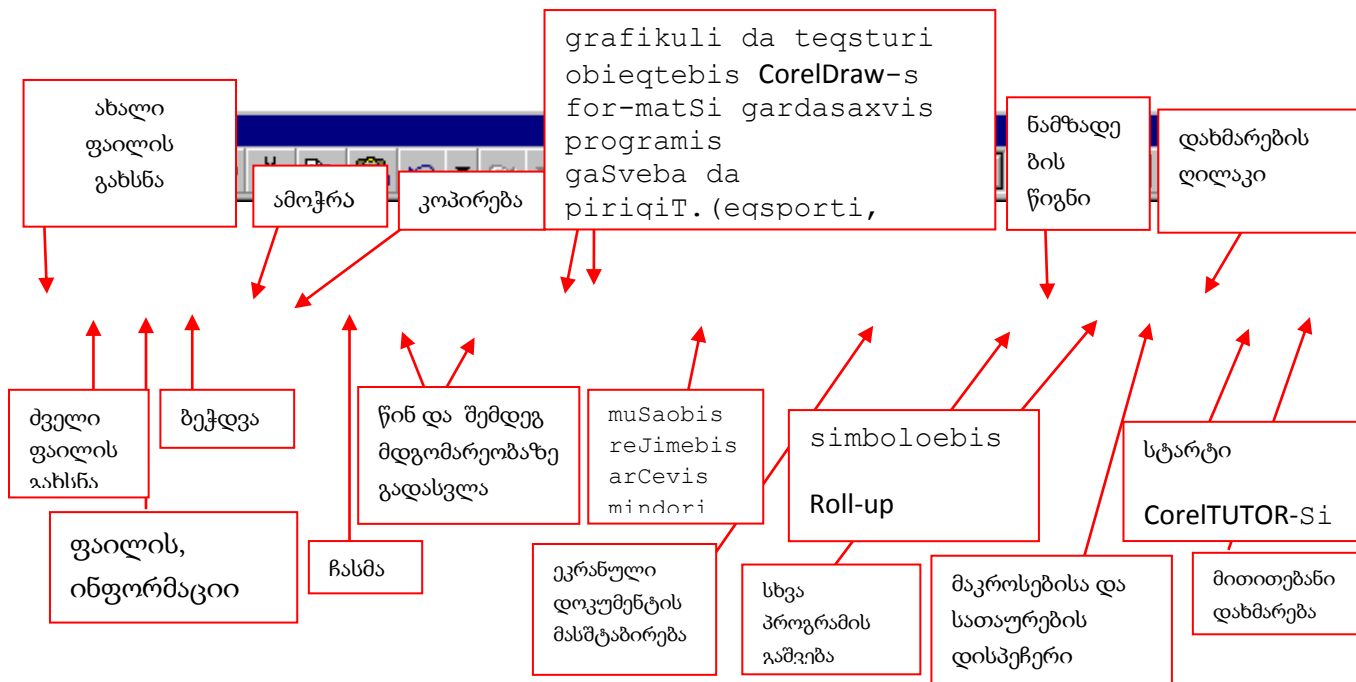 ახალი
ფაილის
გახსნა
ამოჭრა
კოპირება
grafikuli da teqsturi
obieqtebis CorelDraw-s
for-matSi gardasaxvis
programis
gaSveba da
piriqiT.(eqsporti,
ნამზადე
ბის
წიგნი
დახმარების
ღილაკი
ძველი
ფაილის
გახსნა
ბეჭდვა
წინ და შემდეგ
მდგომარეობაზე
გადასვლა
muSaobis
reJimebis
arCevis
mindori
simboloebis
Roll-up
სტარტი
CorelTUTOR-Si
ფაილის,
ინფორმაციი
ჩასმა
ეკრანული
დოკუმენტის
მასშტაბირება
სხვა
პროგრამის
გაშვება
მაკროსებისა და
სათაურების
დისპეჩერი
მითითებანი
დახმარება